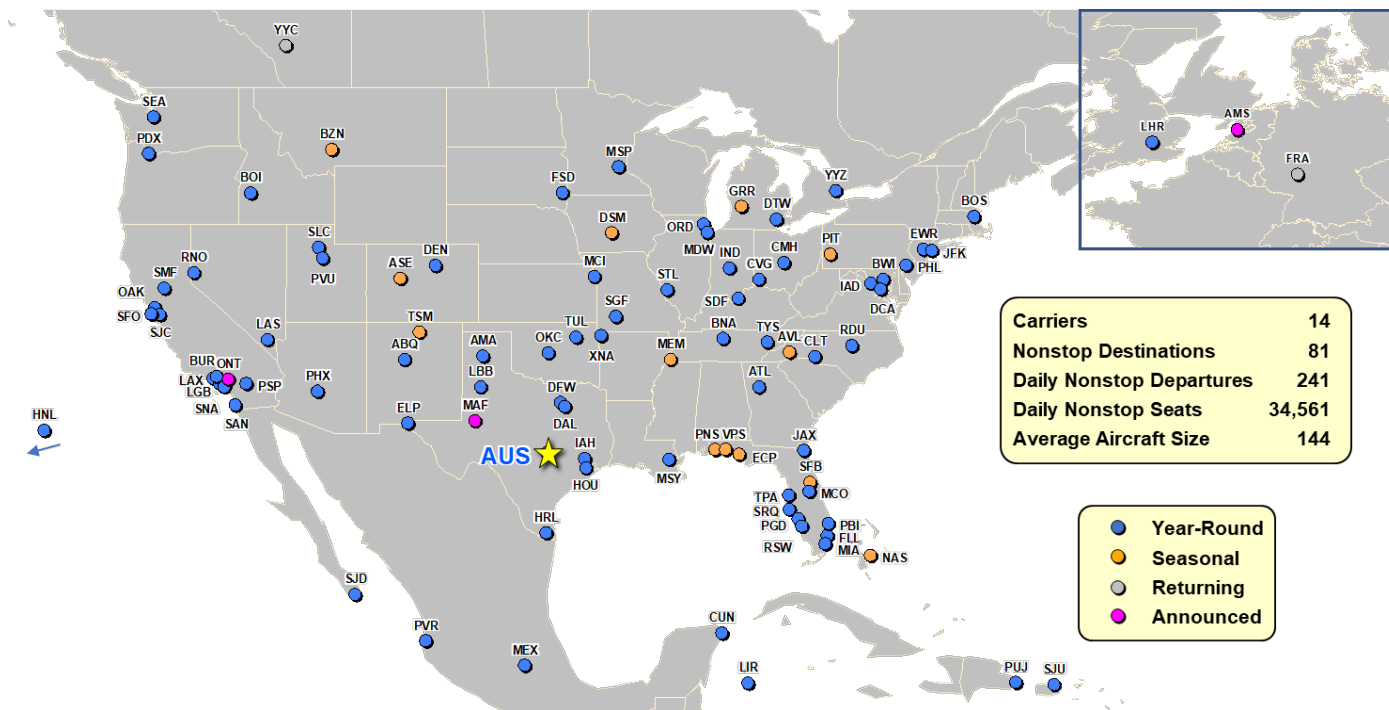 YYC
SEA
PDX
BZN
BOI
MSP
FSD
GRR
YYZ
DTW
BOS
DSM
ORD
MDW
LHR
AMS
FRA
SLC
PVU
RNO
SMF
ASE
DEN
MCI
IND
CMH
PIT
EWR
JFK
BWI
PHL
IAD
DCA
OAK
SFO
SJC
STL
CVG
SDF
SGF
LAS
TSM
ABQ
AMA
OKC
TUL
XNA
MEM
BNA
TYS
AVL
CLT
RDU
BUR
ONT
LAX
LGB
SNA
PSP
SAN
PHX
LBB
MAF
ELP
DFW
DAL
ATL
HNL
AUS
IAH
HOU
MSY
PNS
VPS
ECP
JAX
SFB
MCO
TPA
SRQ
PGD
RSW
PBI
FLL
MIA
NAS
HRL
SJD
PVR
MEX
CUN
LIR
PUJ
SJU
Carriers 14
Nonstop Destinations 81
Daily Nonstop Departures 241
Daily Nonstop Seats 34,561
Average Aircraft Size 144
Year-Round
Seasonal
Returning
Announced